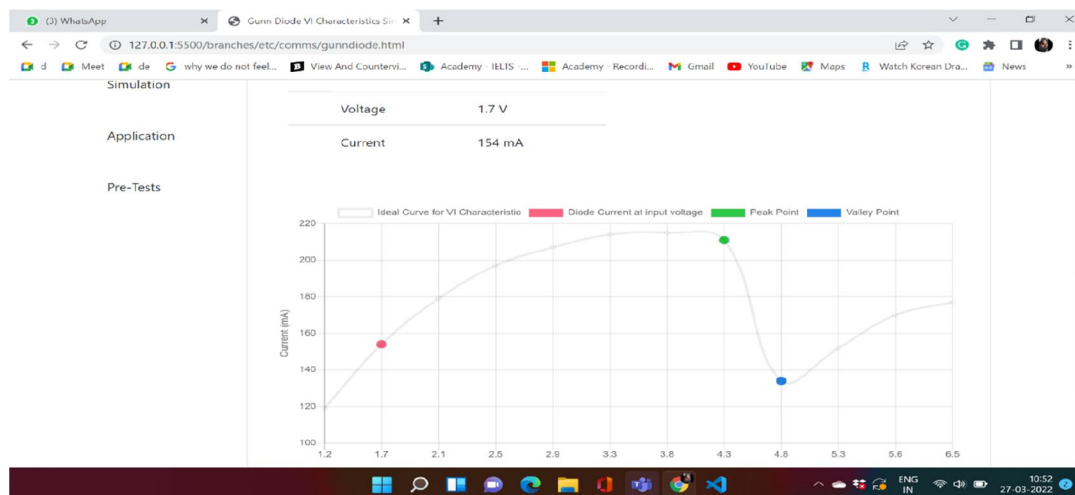 (3) WhatsApp
Gunn Diode VI Characteristics Sir
127.0.0.1:5500/branches/etc/comms/gunndiode.html
d Meet de why we do not feel... View And Countervi... Academy - IELTS -... Academy - Recordi... Gmail YouTube Maps Watch Korean Dra... News »
Simulation
Voltage 1.7 V
Application
Current 154 mA
Pre-Tests
Ideal Curve for VI Characteristic Diode Current at input voltage Peak Point Valley Point
220
200
180
160
140
120
100
Current (mA)
1.2 1.7 2.1 2.5 2.9 3.3 3.8 4.3 4.8 5.3 5.6 6.5
ENG
IN
10:52
27-03-2022
2